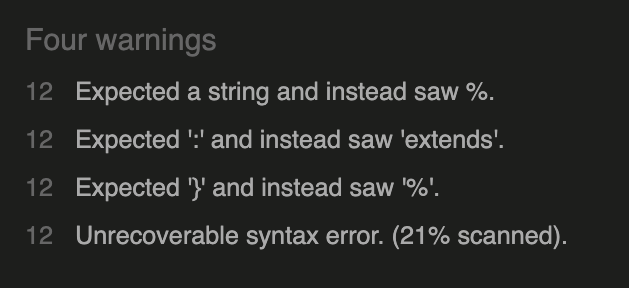 Four warnings
12 Expected a string and instead saw %.
12 Expected ':' and instead saw 'extends'.
12 Expected '}' and instead saw '%'.
12 Unrecoverable syntax error. (21% scanned).